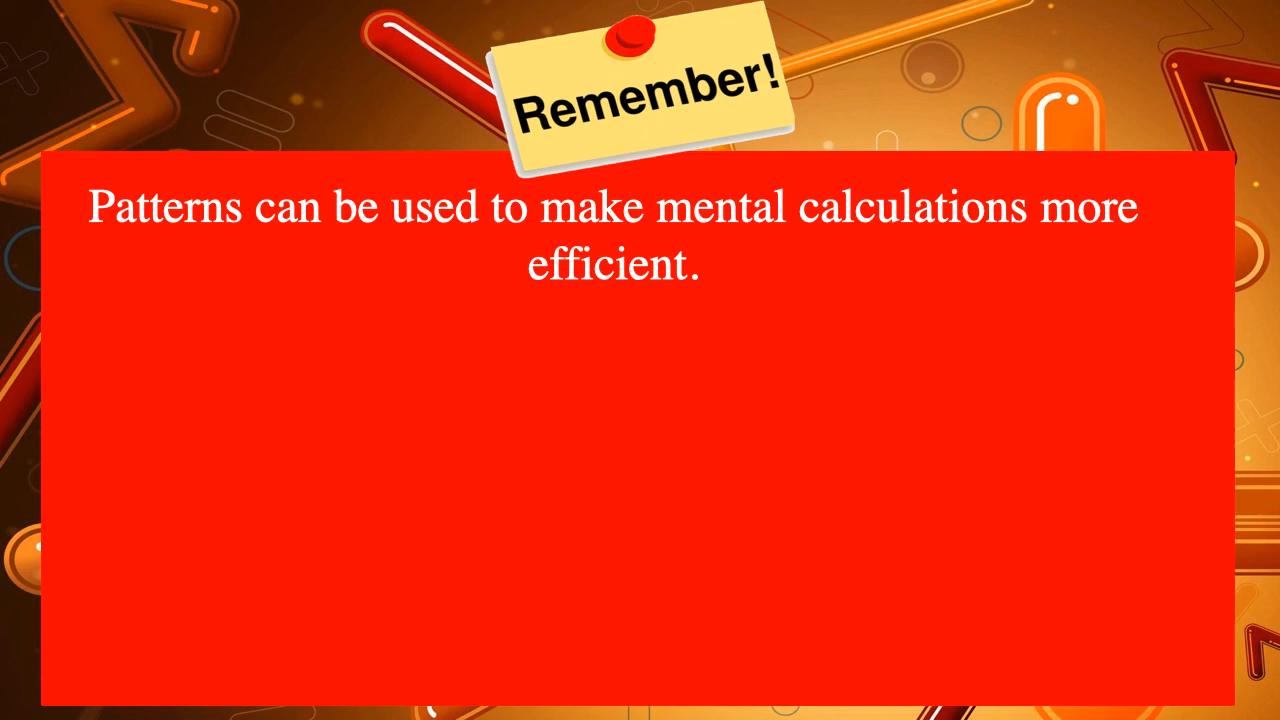 Remember!
Patterns can be used to make mental calculations more
efficient.